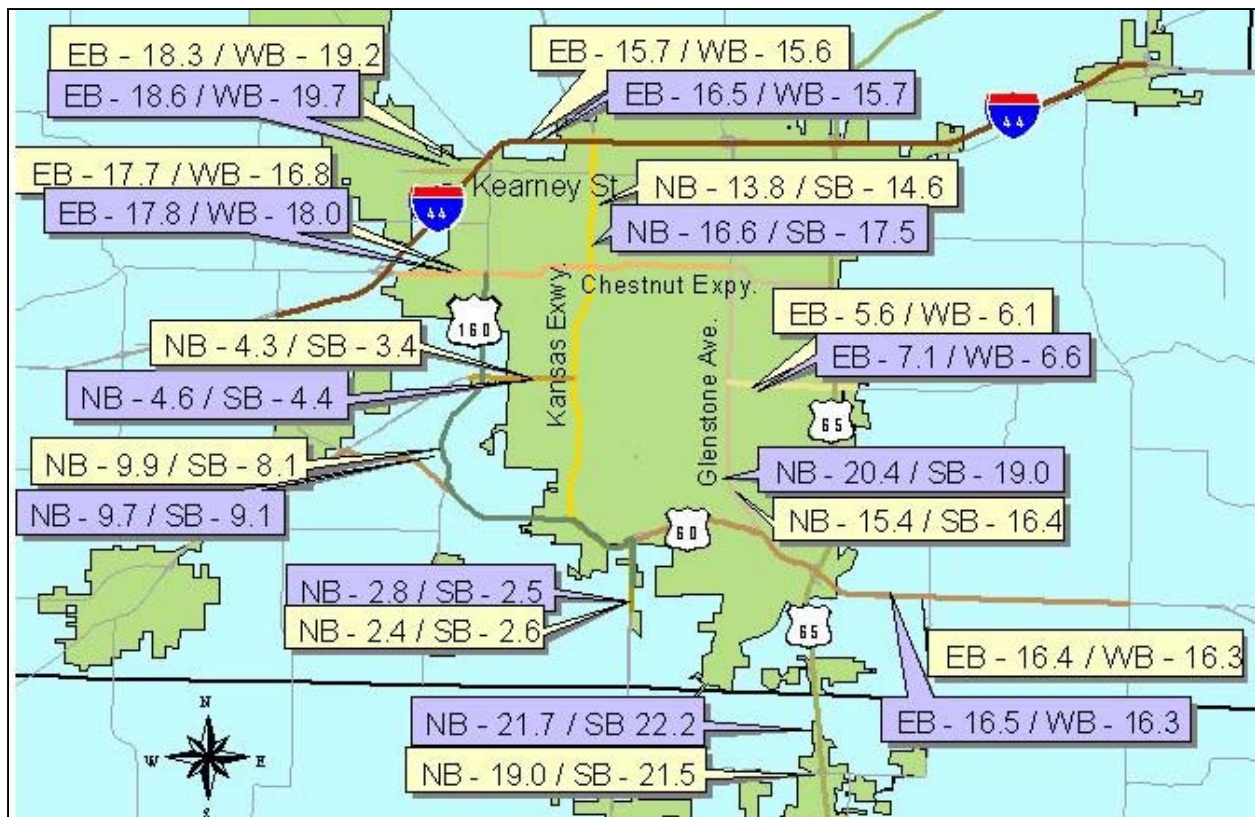 EB - 18.3 / WB - 19.2
EB - 15.7 / WB - 15.6
EB - 18.6 / WB - 19.7
EB - 16.5 / WB - 15.7
44
EB - 17.7 / WB - 16.8
Kearney St
NB - 13.8 / SB - 14.6
EB - 17.8 / WB - 18.0
44
NB - 16.6 / SB - 17.5
Chestnut Expy.
160
EB - 5.6 / WB - 6.1
NB - 4.3 / SB - 3.4
EB - 7.1 / WB - 6.6
Kansas Exwy.
NB - 4.6 / SB - 4.4
Glenstone Ave.
65
NB - 9.9 / SB - 8.1
NB - 20.4 / SB - 19.0
NB - 9.7 / SB - 9.1
NB - 15.4 / SB - 16.4
60
NB - 2.8 / SB - 2.5
NB - 2.4 / SB - 2.6
65
EB - 16.4 / WB - 16.3
NB - 21.7 / SB 22.2
EB - 16.5 / WB - 16.3
NB - 19.0 / SB - 21.5
N
W E
S